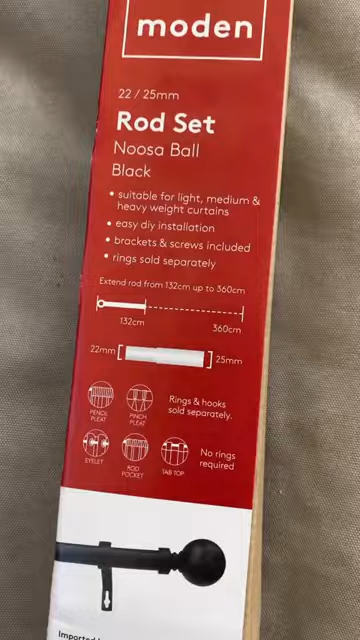 moden
22 / 25mm
Rod Set
Noosa Ball
Black
• suitable for light, medium &
heavy weight curtains
• easy diy installation
• brackets & screws included
• rings sold separately
Extend rod from 132cm up to 360cm
132cm
360cm
22mm
25mm
PENCIL
PLEAT
PINCH
PLEAT
Rings & hooks
sold separately.
EYELET
ROD
POCKET
TAB TOP
No rings
required
Imported